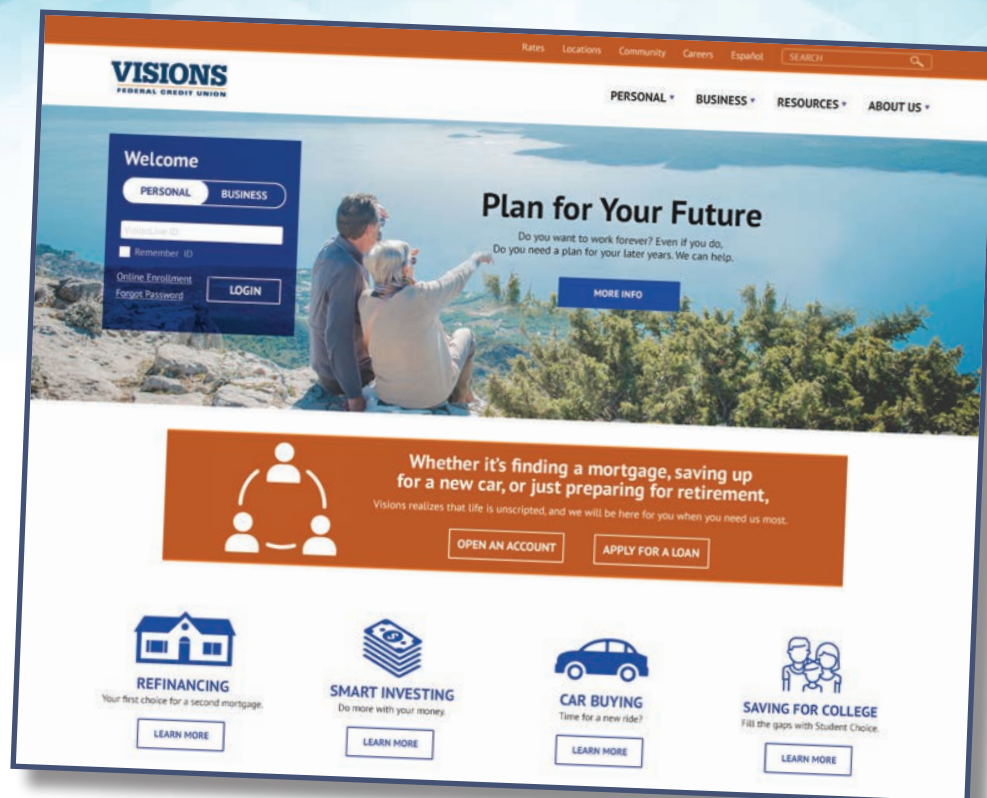 Rates Locations Community Careers Español SEARCH
VISIONS
FEDERAL CREDIT UNION
PERSONAL BUSINESS RESOURCES ABOUT US
Welcome
PERSONAL BUSINESS
VisionsLive ID
Remember ID
Online Enrollment
Forgot Password
LOGIN
Plan for Your Future
Do you want to work forever? Even if you do,
Do you need a plan for your later years. We can help.
MORE INFO
Whether it's finding a mortgage, saving up
for a new car, or just preparing for retirement,
Visions realizes that life is unscripted, and we will be here for you when you need us most.
OPEN AN ACCOUNT APPLY FOR A LOAN
REFINANCING
Your first choice for a second mortgage.
LEARN MORE
SMART INVESTING
Do more with your money.
LEARN MORE
CAR BUYING
Time for a new ride?
LEARN MORE
SAVING FOR COLLEGE
Fill the gaps with Student Choice.
LEARN MORE